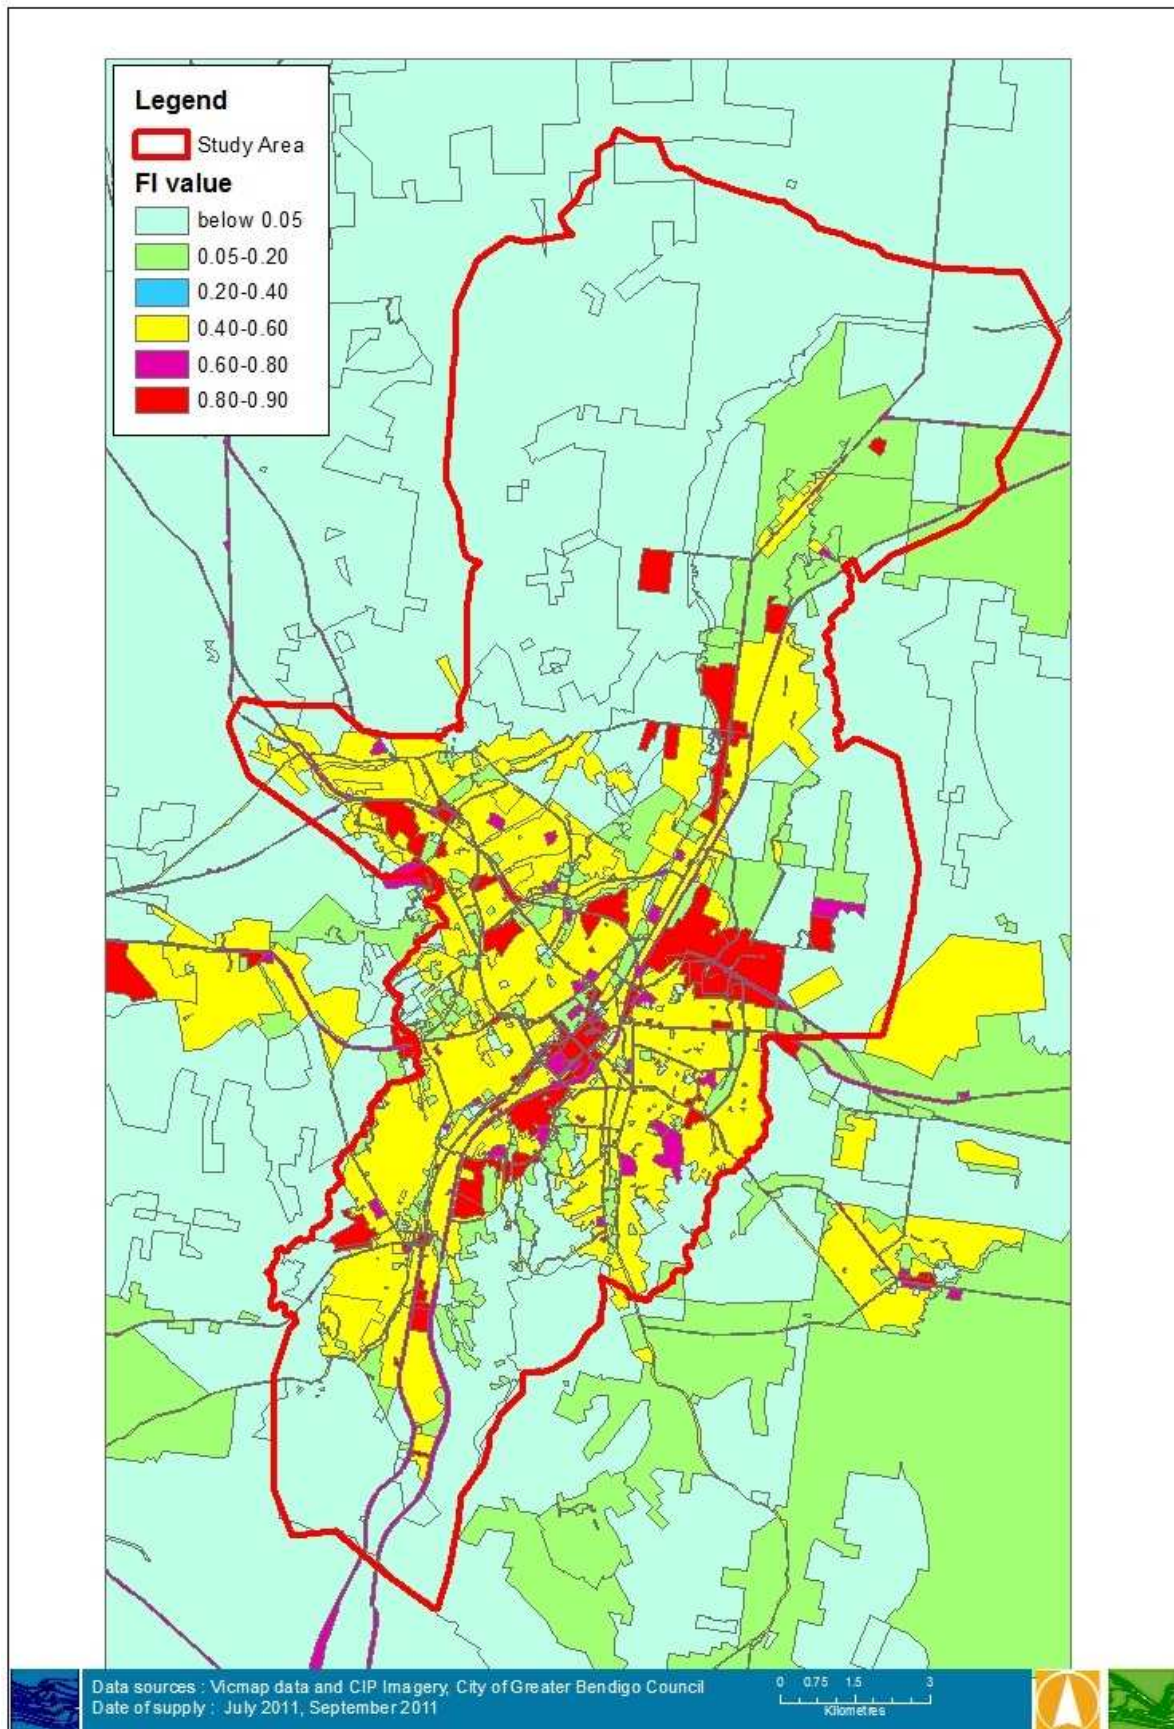 Legend
Study Area
FI value
below 0.05
0.05-0.20
0.20-0.40
0.40-0.60
0.60-0.80
0.80-0.90
Data sources : Vicmap data and CIP Imagery, City of Greater Bendigo Council
Date of supply : July 2011, September 2011
0 0.75 1.5 3
Kilometres